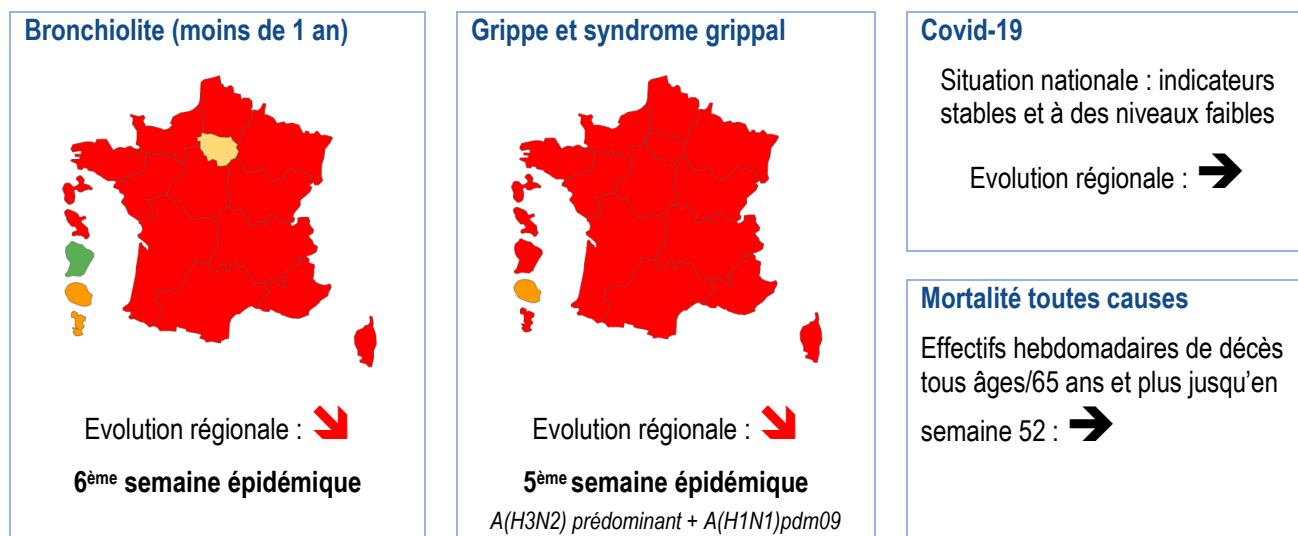 Bronchiolite (moins de 1 an)
Evolution régionale :
6ème semaine épidémique
Grippe et syndrome grippal
Evolution régionale :
5ème semaine épidémique
A(H3N2) prédominant + A(H1N1)pdm09
Covid-19
Situation nationale : indicateurs
stables et à des niveaux faibles
Evolution régionale : ➔
Mortalité toutes causes
Effectifs hebdomadaires de décès
tous âges/65 ans et plus jusqu’en
semaine 52 : ➔